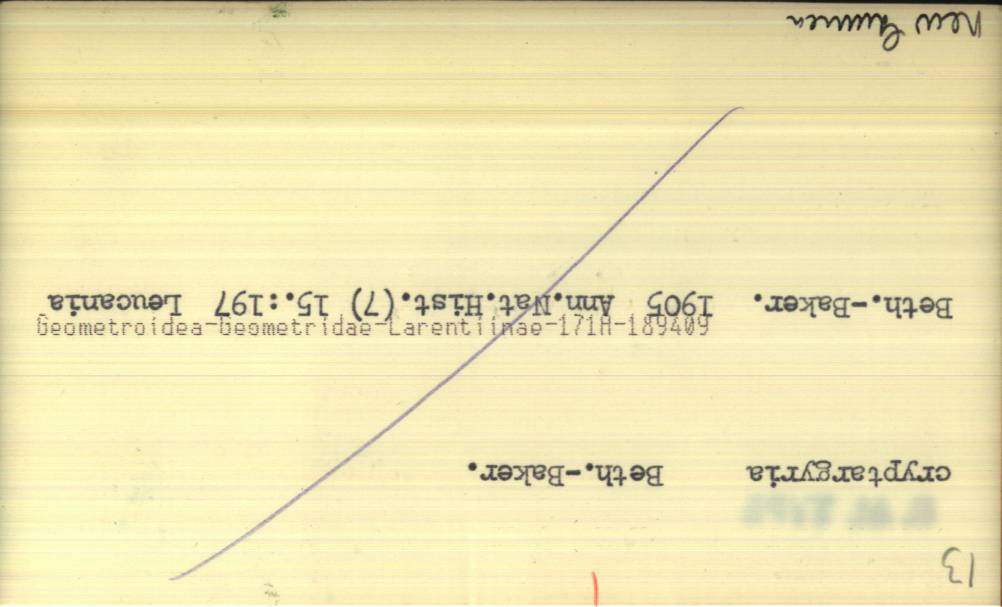 13
cryptargyria Beth.-Baker.
Geometroidea-Geometridae-Larentiinae-171A-189409
Beth.-Baker. 1905 Ann.Nat.Hist.(7) 15.:197 Leucania
New Guinea